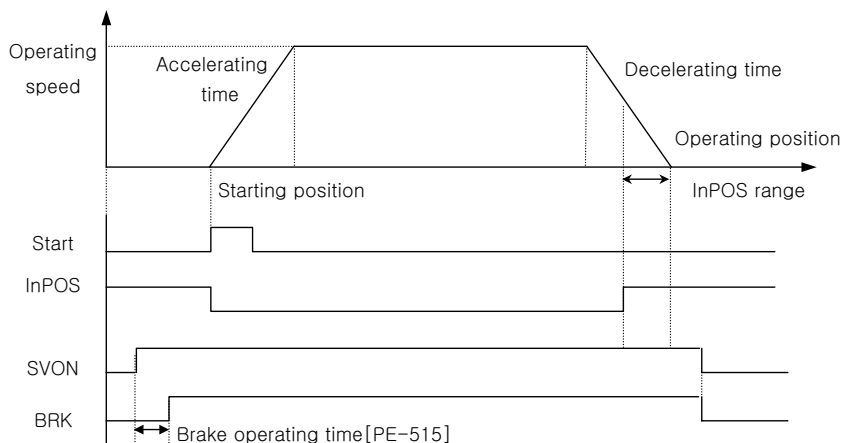 Operating
speed
Accelerating
time
Decelerating time
Operating position
Starting position
InPOS range
Start
InPOS
SVON
BRK
Brake operating time[PE-515]